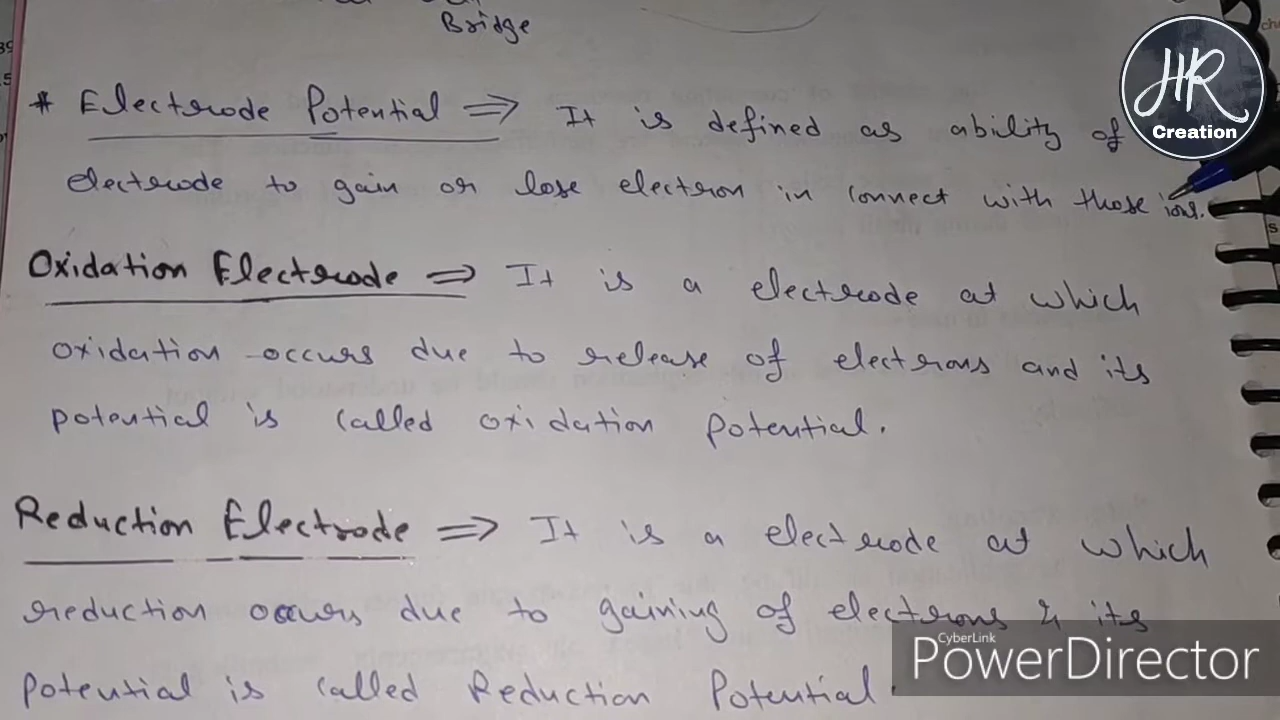 Bridge
* Electrode Potential ⇒ It is defined as ability of
electrode to gain or lose electron in connect with those ions.
Oxidation Electrode ⇒ It is a electrode at which
oxidation occurs due to release of electrons and its
potential is called oxidation potential.
Reduction Electrode ⇒ It is a electrode at which
reduction occurs due to gaining of electrons & its
potential is called Reduction Potential.
HR
Creation
CyberLink
PowerDirector